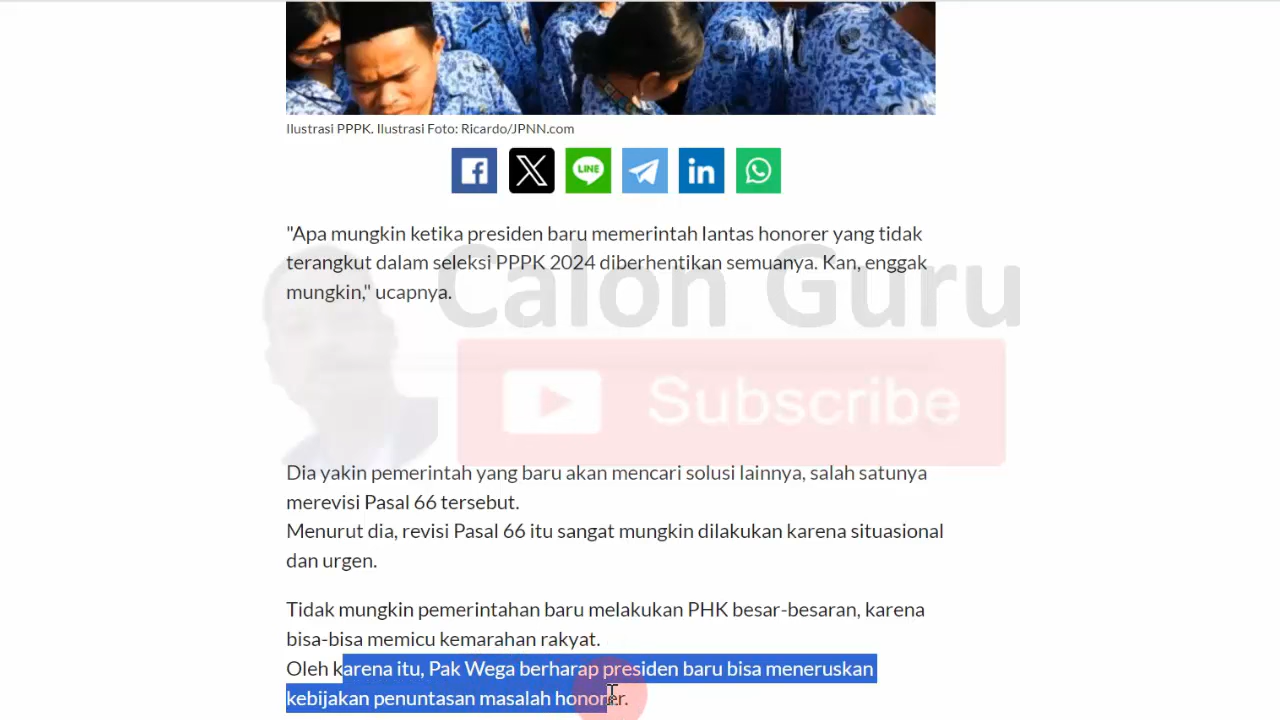 Ilustrasi PPPK. Ilustrasi Foto: Ricardo/JPNN.com
LINE
"Apa mungkin ketika presiden baru memerintah lantas honorer yang tidak
terangkut dalam seleksi PPPK 2024 diberhentikan semuanya. Kan, enggak
mungkin," ucapnya.
Calon Guru
Subscribe
Dia yakin pemerintah yang baru akan mencari solusi lainnya, salah satunya
merevisi Pasal 66 tersebut.
Menurut dia, revisi Pasal 66 itu sangat mungkin dilakukan karena situasional
dan urgen.
Tidak mungkin pemerintahan baru melakukan PHK besar-besaran, karena
bisa-bisa memicu kemarahan rakyat.
Oleh karena itu, Pak Wega berharap presiden baru bisa meneruskan
kebijakan penuntasan masalah honorer.